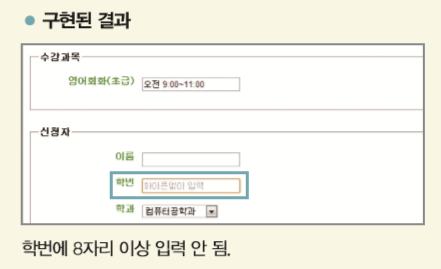 구현된 결과
수강과목
영어회화(초급) 오전 9:00~11:00
신청자
이름
학번 하이픈없이 입력
학과 컴퓨터공학과
학번에 8자리 이상 입력 안 됨.